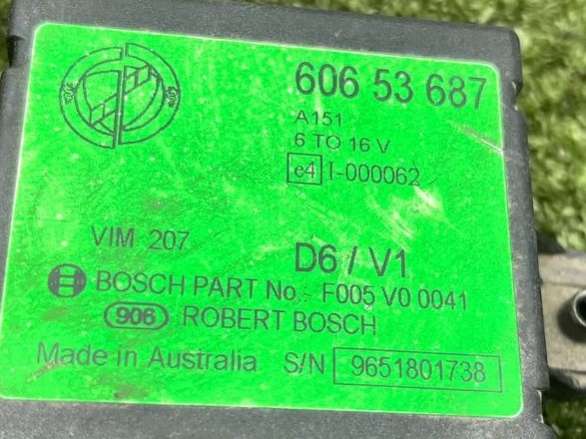 606 53 687
A151
6 TO 16 V
e4 I-000062
VIM 207
D6 / V1
BOSCH PART No.- F005 V0 0041
906 ROBERT BOSCH
Made in Australia S/N 9651801738